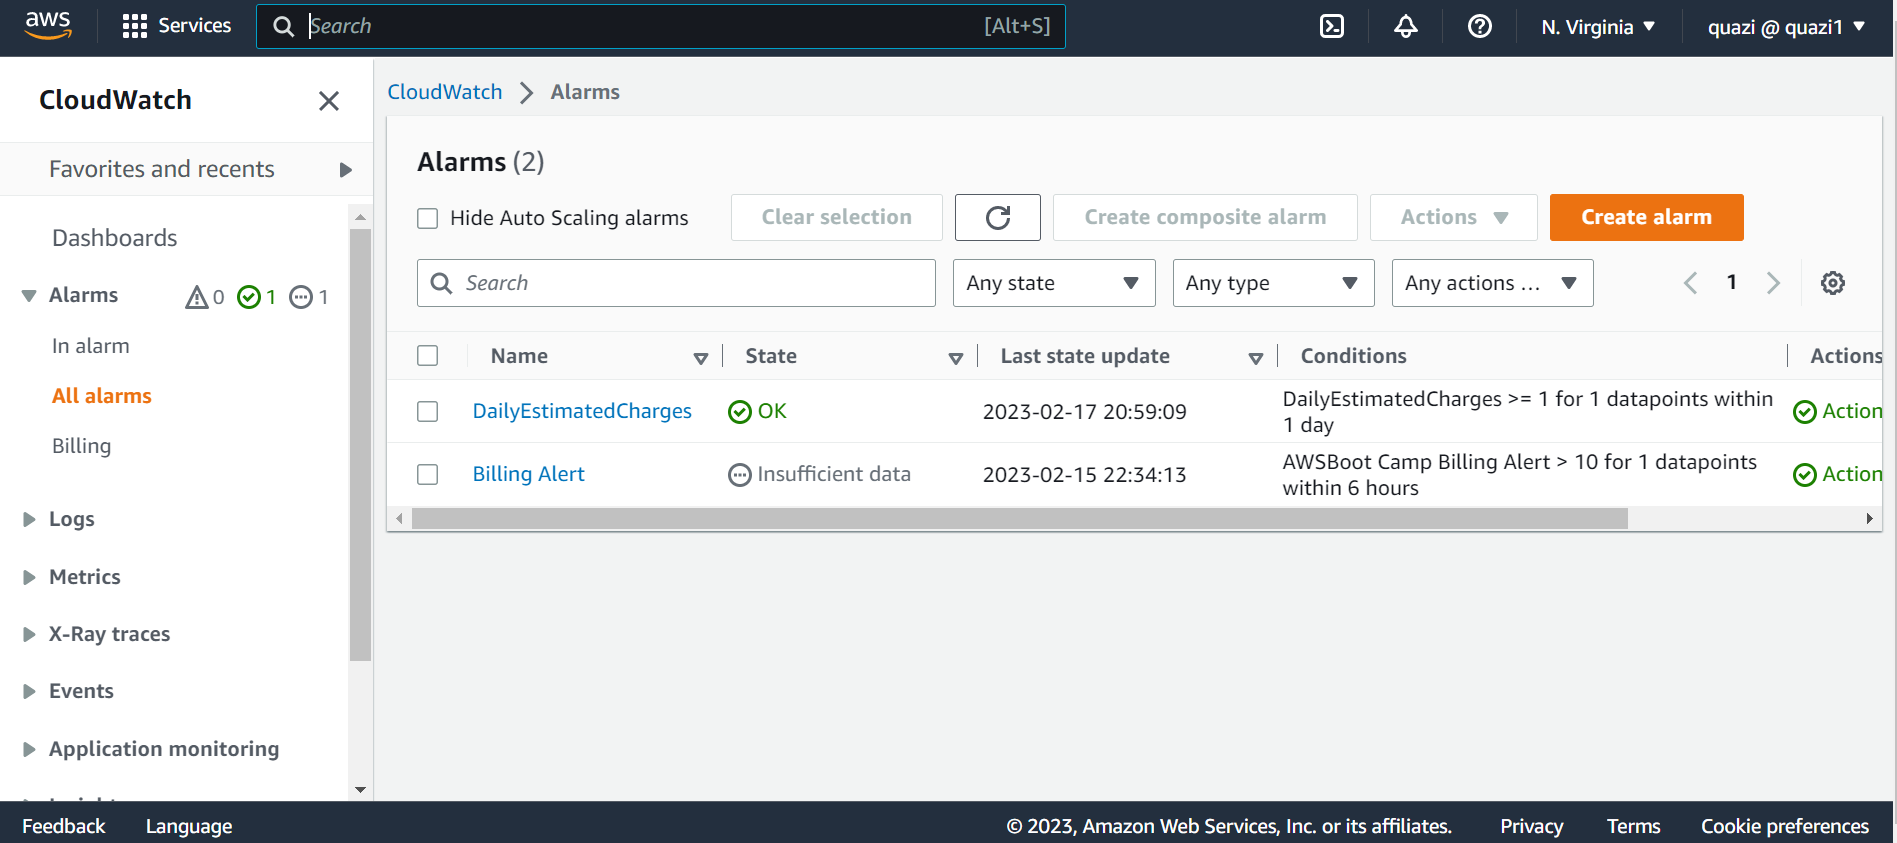 aws
Services
Search
[Alt+S]
N. Virginia
quazi @ quazi1
CloudWatch
Favorites and recents
Dashboards
Alarms 0 1 1
In alarm
All alarms
Billing
Logs
Metrics
X-Ray traces
Events
Application monitoring
CloudWatch
Alarms
Alarms (2)
Hide Auto Scaling alarms
Clear selection
Create composite alarm
Actions
Create alarm
Search
Any state
Any type
Any actions ...
1
Name
State
Last state update
Conditions
Actions
DailyEstimatedCharges
OK
2023-02-17 20:59:09
DailyEstimatedCharges >= 1 for 1 datapoints within
1 day
Action
Billing Alert
Insufficient data
2023-02-15 22:34:13
AWSBoot Camp Billing Alert > 10 for 1 datapoints
within 6 hours
Action
Feedback
Language
© 2023, Amazon Web Services, Inc. or its affiliates.
Privacy
Terms
Cookie preferences